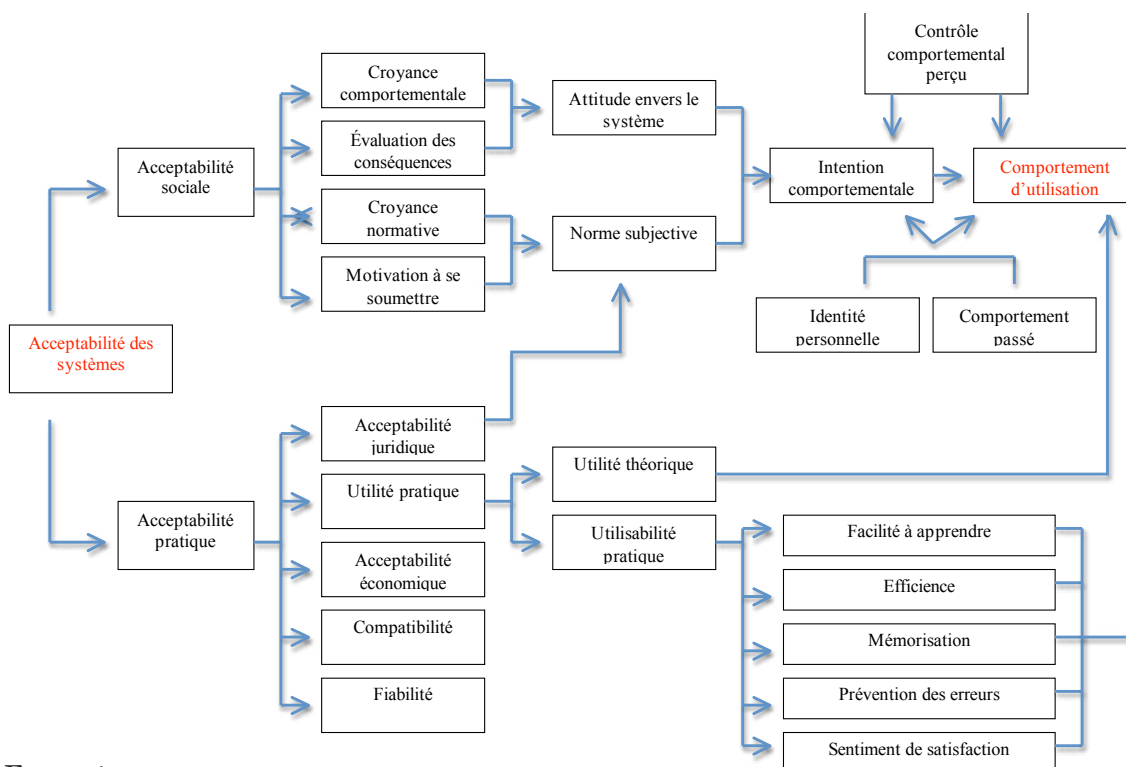 Contrôle
comportemental
perçu
Croyance
comportementale
Attitude envers le
système
Évaluation des
conséquences
Acceptabilité
sociale
Intention
comportementale
Comportement
d’utilisation
Croyance
normative
Norme subjective
Motivation à se
soumettre
Identité
personnelle
Comportement
passé
Acceptabilité des
systèmes
Acceptabilité
juridique
Utilité théorique
Utilité pratique
Acceptabilité
pratique
Utilisabilité
pratique
Facilité à apprendre
Acceptabilité
économique
Efficience
Compatibilité
Mémorisation
Fiabilité
Prévention des erreurs
Sentiment de satisfaction